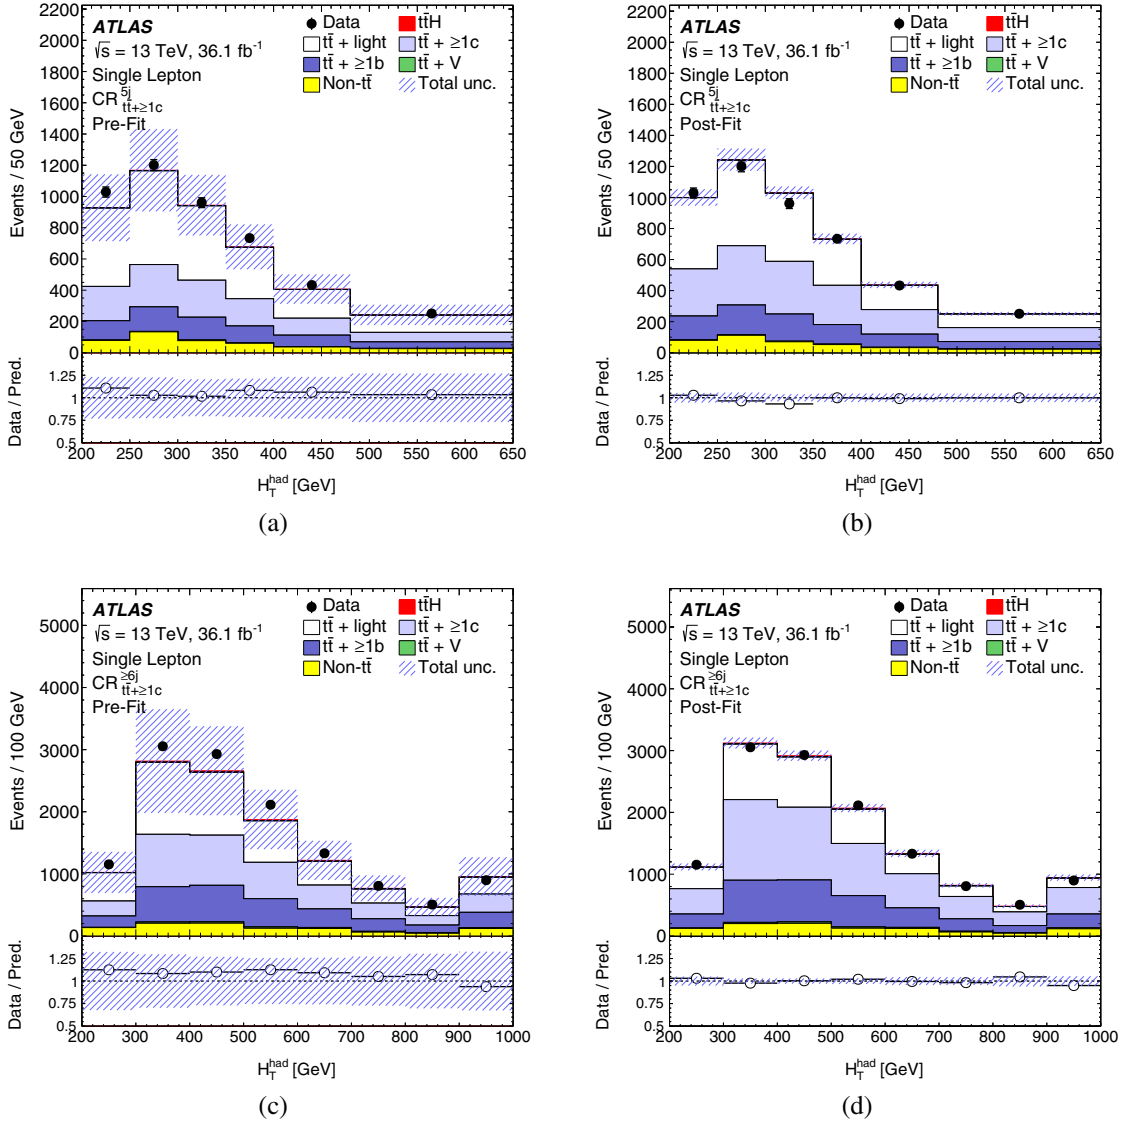 ATLAS
√s = 13 TeV, 36.1 fb⁻¹
Single Lepton
CR 5j tt̄+≥1c
Pre-Fit
Data
tt̄H
tt̄ + light
tt̄ + ≥1c
tt̄ + ≥1b
tt̄ + V
Non-tt̄
Total unc.
Events / 50 GeV
2200
2000
1800
1600
1400
1200
1000
800
600
400
200
0
Data / Pred.
1.25
1
0.75
0.5
200 250 300 350 400 450 500 550 600 650
H_T^had [GeV]
(a)
ATLAS
√s = 13 TeV, 36.1 fb⁻¹
Single Lepton
CR 5j tt̄+≥1c
Post-Fit
Data
tt̄H
tt̄ + light
tt̄ + ≥1c
tt̄ + ≥1b
tt̄ + V
Non-tt̄
Total unc.
Events / 50 GeV
2200
2000
1800
1600
1400
1200
1000
800
600
400
200
0
Data / Pred.
1.25
1
0.75
0.5
200 250 300 350 400 450 500 550 600 650
H_T^had [GeV]
(b)
ATLAS
√s = 13 TeV, 36.1 fb⁻¹
Single Lepton
CR ≥6j tt̄+≥1c
Pre-Fit
Data
tt̄H
tt̄ + light
tt̄ + ≥1c
tt̄ + ≥1b
tt̄ + V
Non-tt̄
Total unc.
Events / 100 GeV
5000
4000
3000
2000
1000
0
Data / Pred.
1.25
1
0.75
0.5
200 300 400 500 600 700 800 900 1000
H_T^had [GeV]
(c)
ATLAS
√s = 13 TeV, 36.1 fb⁻¹
Single Lepton
CR ≥6j tt̄+≥1c
Post-Fit
Data
tt̄H
tt̄ + light
tt̄ + ≥1c
tt̄ + ≥1b
tt̄ + V
Non-tt̄
Total unc.
Events / 100 GeV
5000
4000
3000
2000
1000
0
Data / Pred.
1.25
1
0.75
0.5
200 300 400 500 600 700 800 900 1000
H_T^had [GeV]
(d)